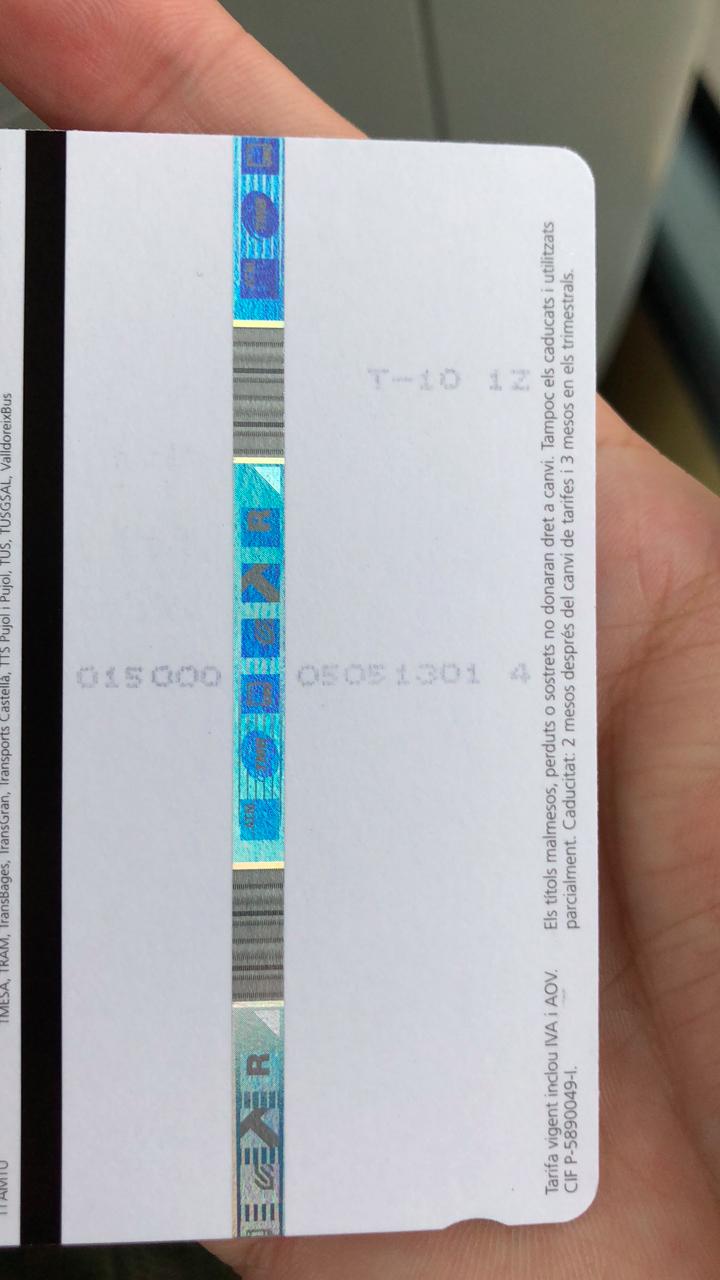 TMESA, TRAM, TransBages, TransGran, Transports Castellà, TTS Pujol i Pujol, TUS, TUSGSAL, ValldoreixBus
T-10 1Z
015000 05051301 4
R
TMB
R
TMB
Els títols malmesos, perduts o sostrets no donaran dret a canvi. Tampoc els caducats i utilitzats
parcialment. Caducitat: 2 mesos després del canvi de tarifes i 3 mesos en els trimestrals.
Tarifa vigent inclou IVA i AOV.
CIF P-5890049-I.